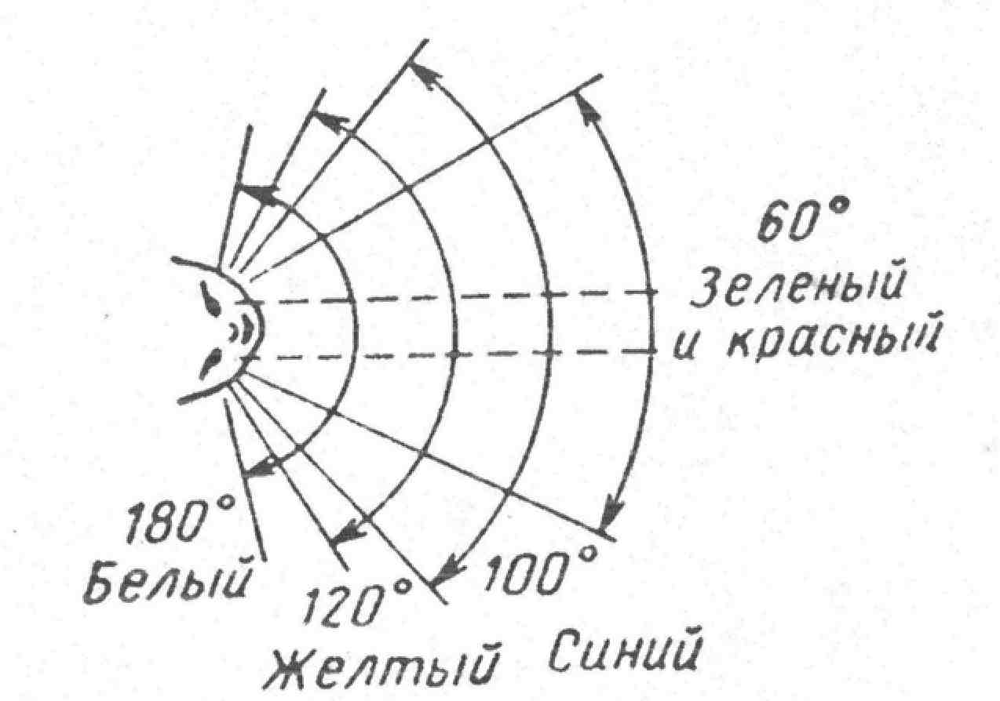 60°
Зеленый
и красный
180°
Белый
120°
Желтый
100°
Синий